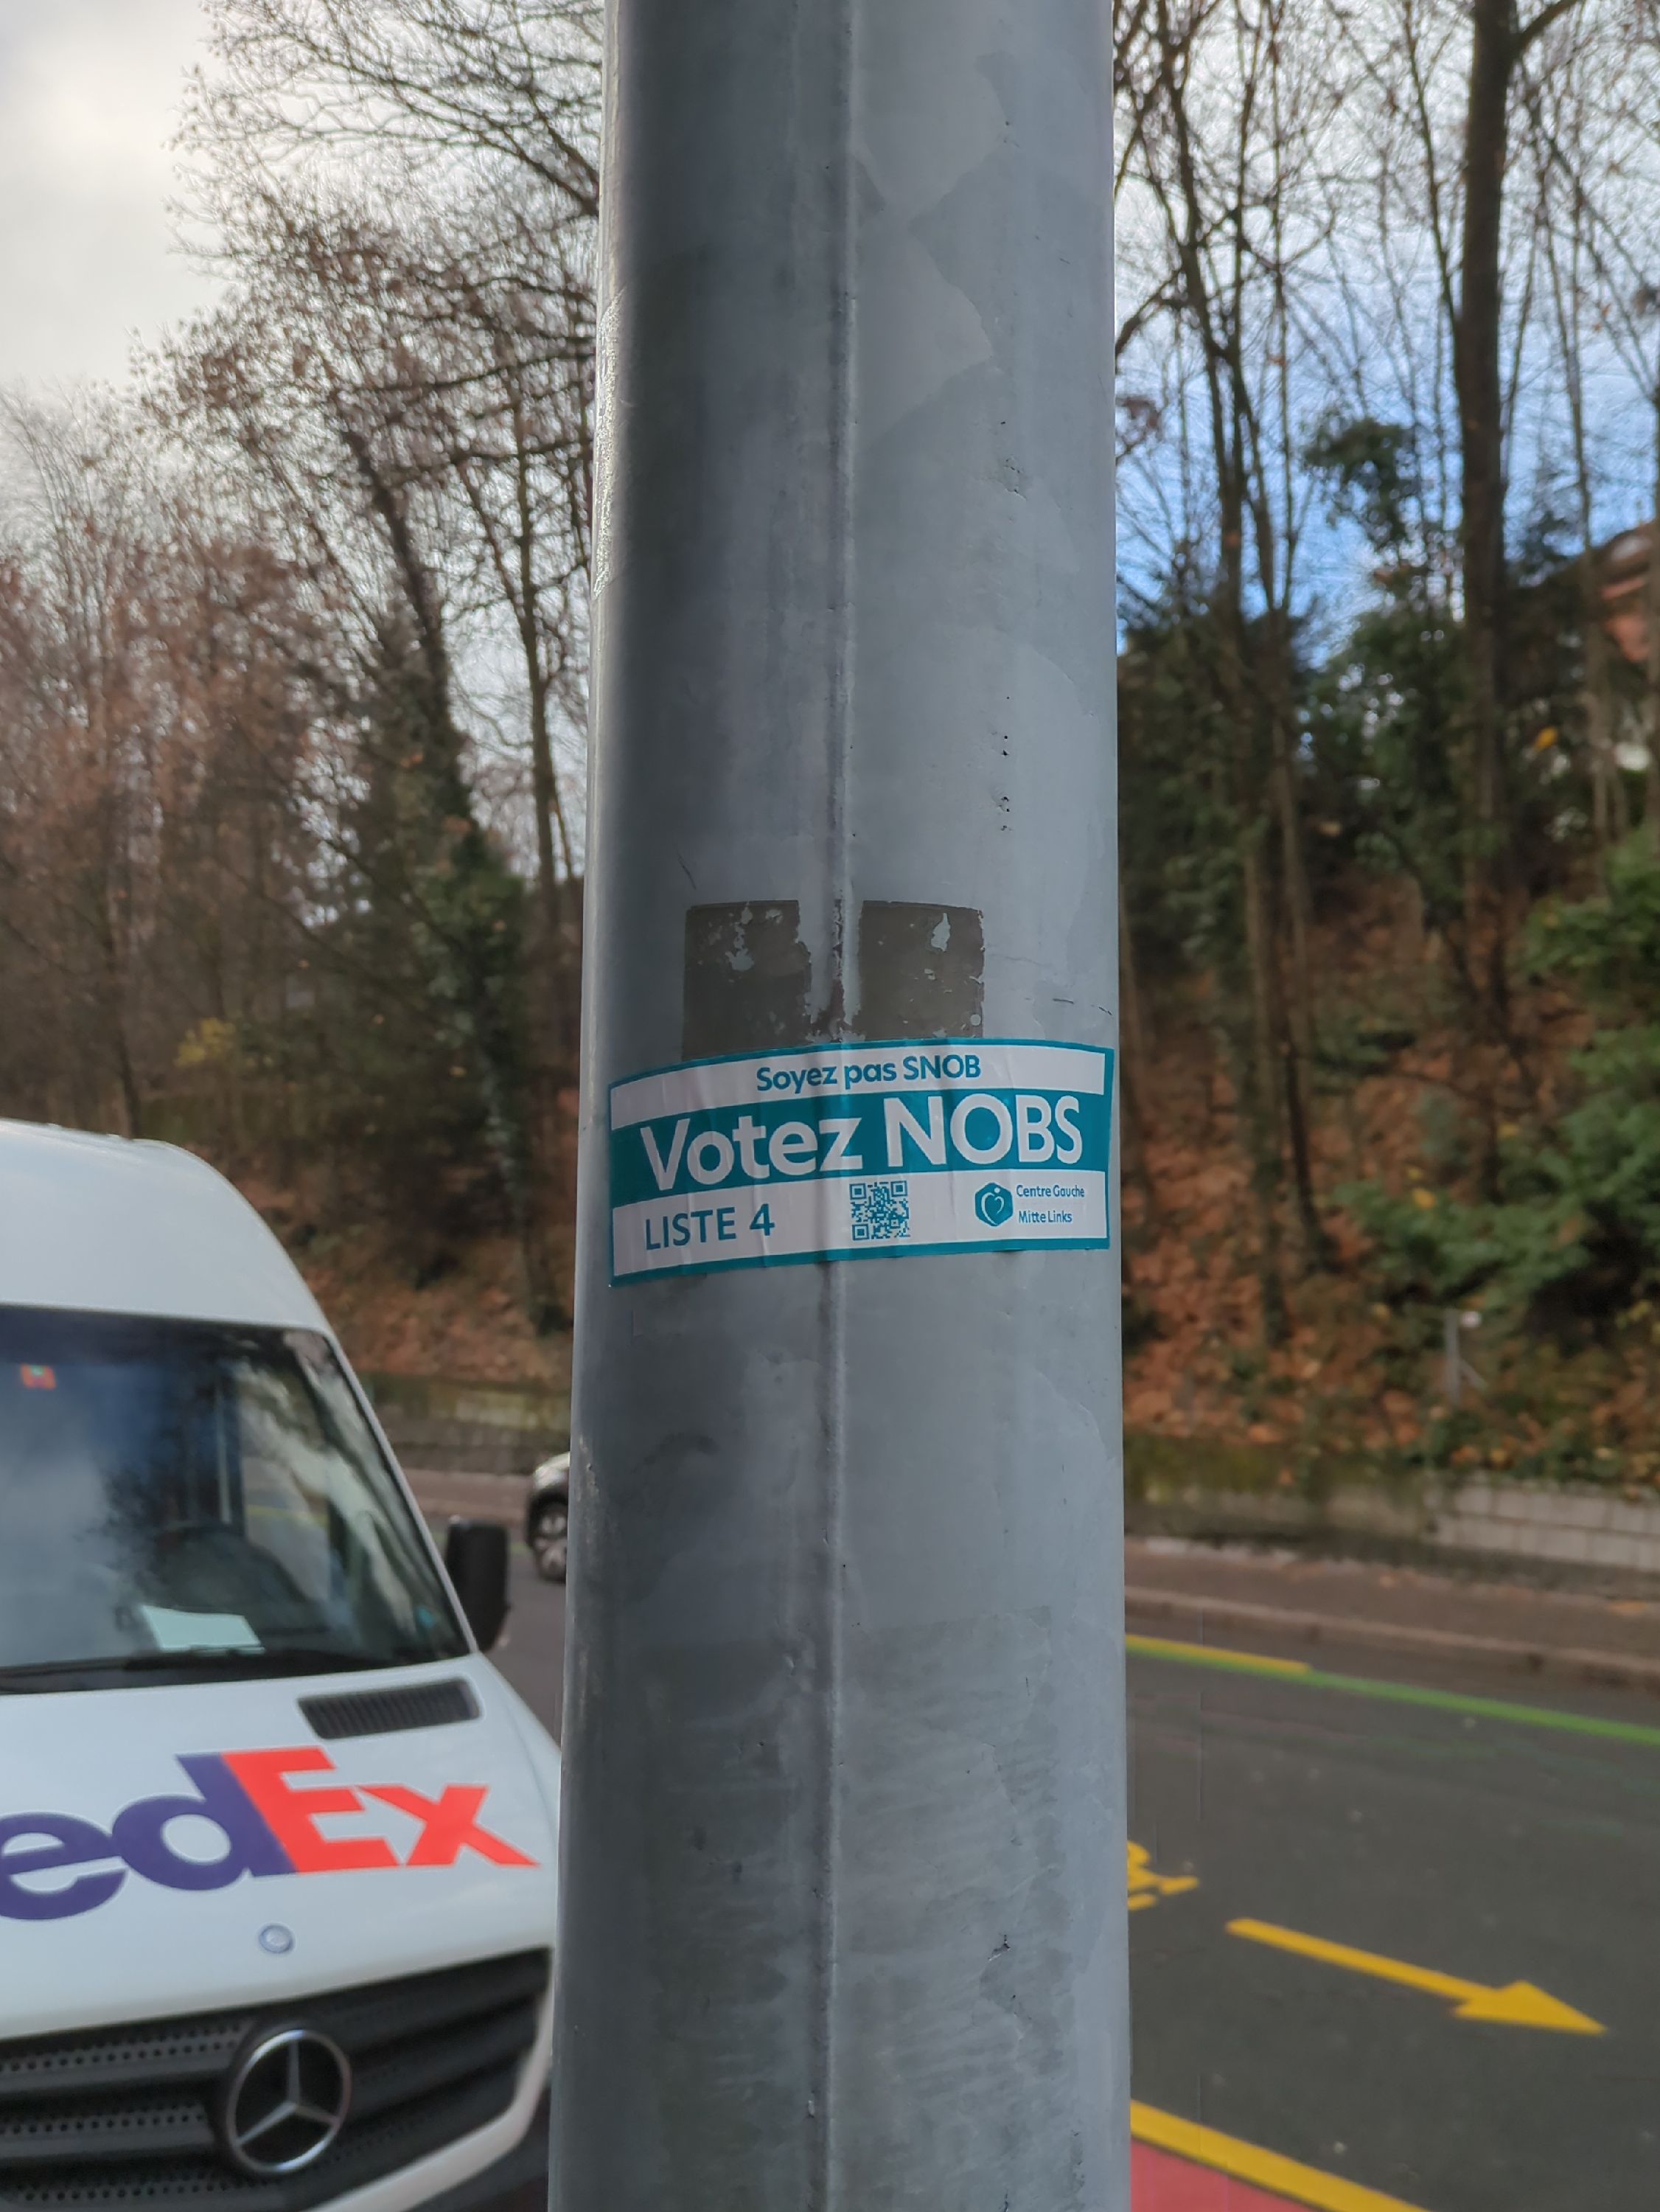 Soyez pas SNOB
Votez NOBS
LISTE 4
Centre Gauche
Mitte Links
edEx